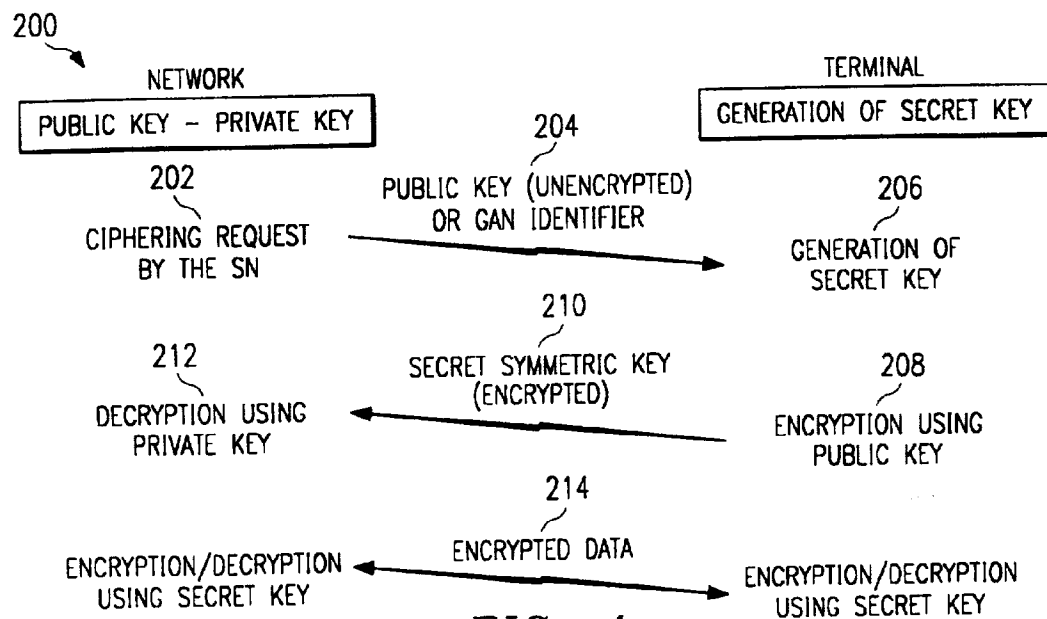 200
NETWORK
TERMINAL
PUBLIC KEY – PRIVATE KEY
GENERATION OF SECRET KEY
204
202
PUBLIC KEY (UNENCRYPTED)
OR GAN IDENTIFIER
206
CIPHERING REQUEST
BY THE SN
GENERATION OF
SECRET KEY
210
212
SECRET SYMMETRIC KEY
(ENCRYPTED)
208
DECRYPTION USING
PRIVATE KEY
ENCRYPTION USING
PUBLIC KEY
214
ENCRYPTED DATA
ENCRYPTION/DECRYPTION
USING SECRET KEY
ENCRYPTION/DECRYPTION
USING SECRET KEY